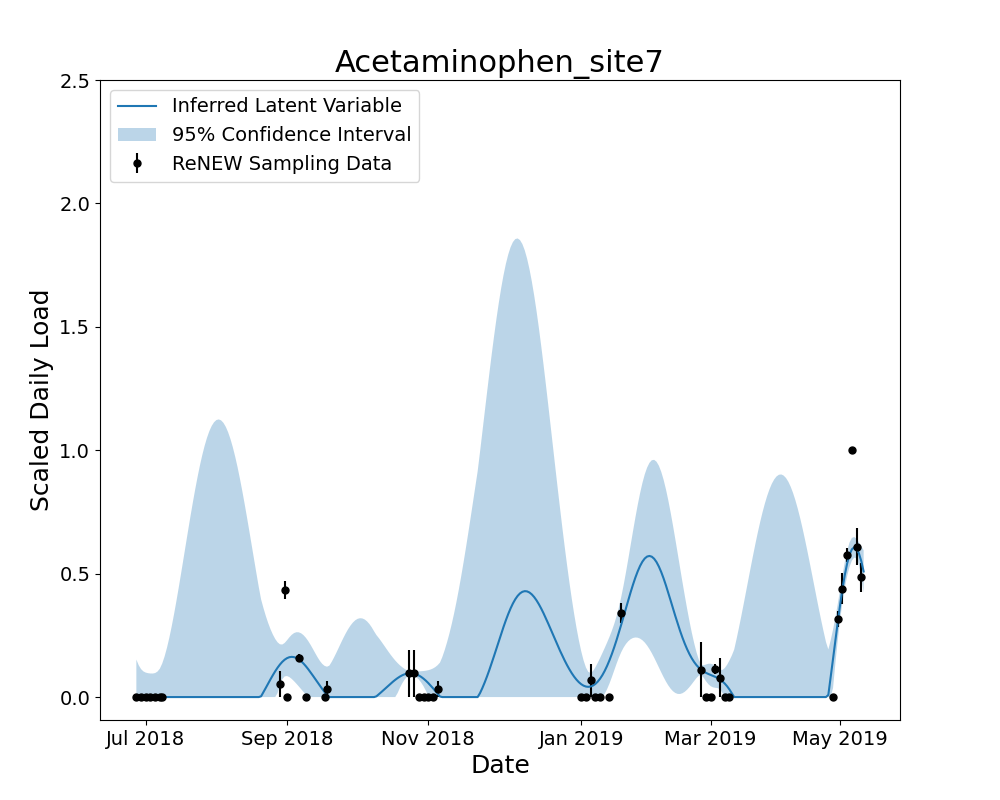 Acetaminophen_site7
Inferred Latent Variable
95% Confidence Interval
ReNEW Sampling Data
Scaled Daily Load
2.5
2.0
1.5
1.0
0.5
0.0
Jul 2018 Sep 2018 Nov 2018 Jan 2019 Mar 2019 May 2019
Date